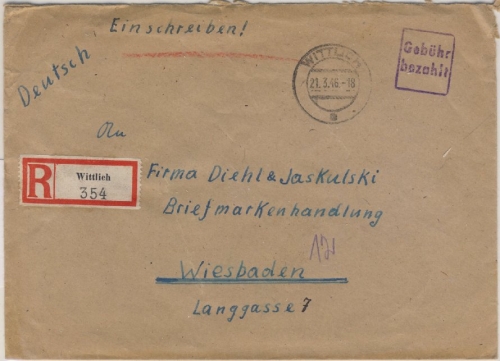 Einschreiben!
Deutsch
WITTLICH
21.3.46.-18
a
Gebühr
bezahlt
An
R
Wittlich
354
Firma Diehl & Jaskulski
Briefmarkenhandlung
Wiesbaden
Langgasse 7